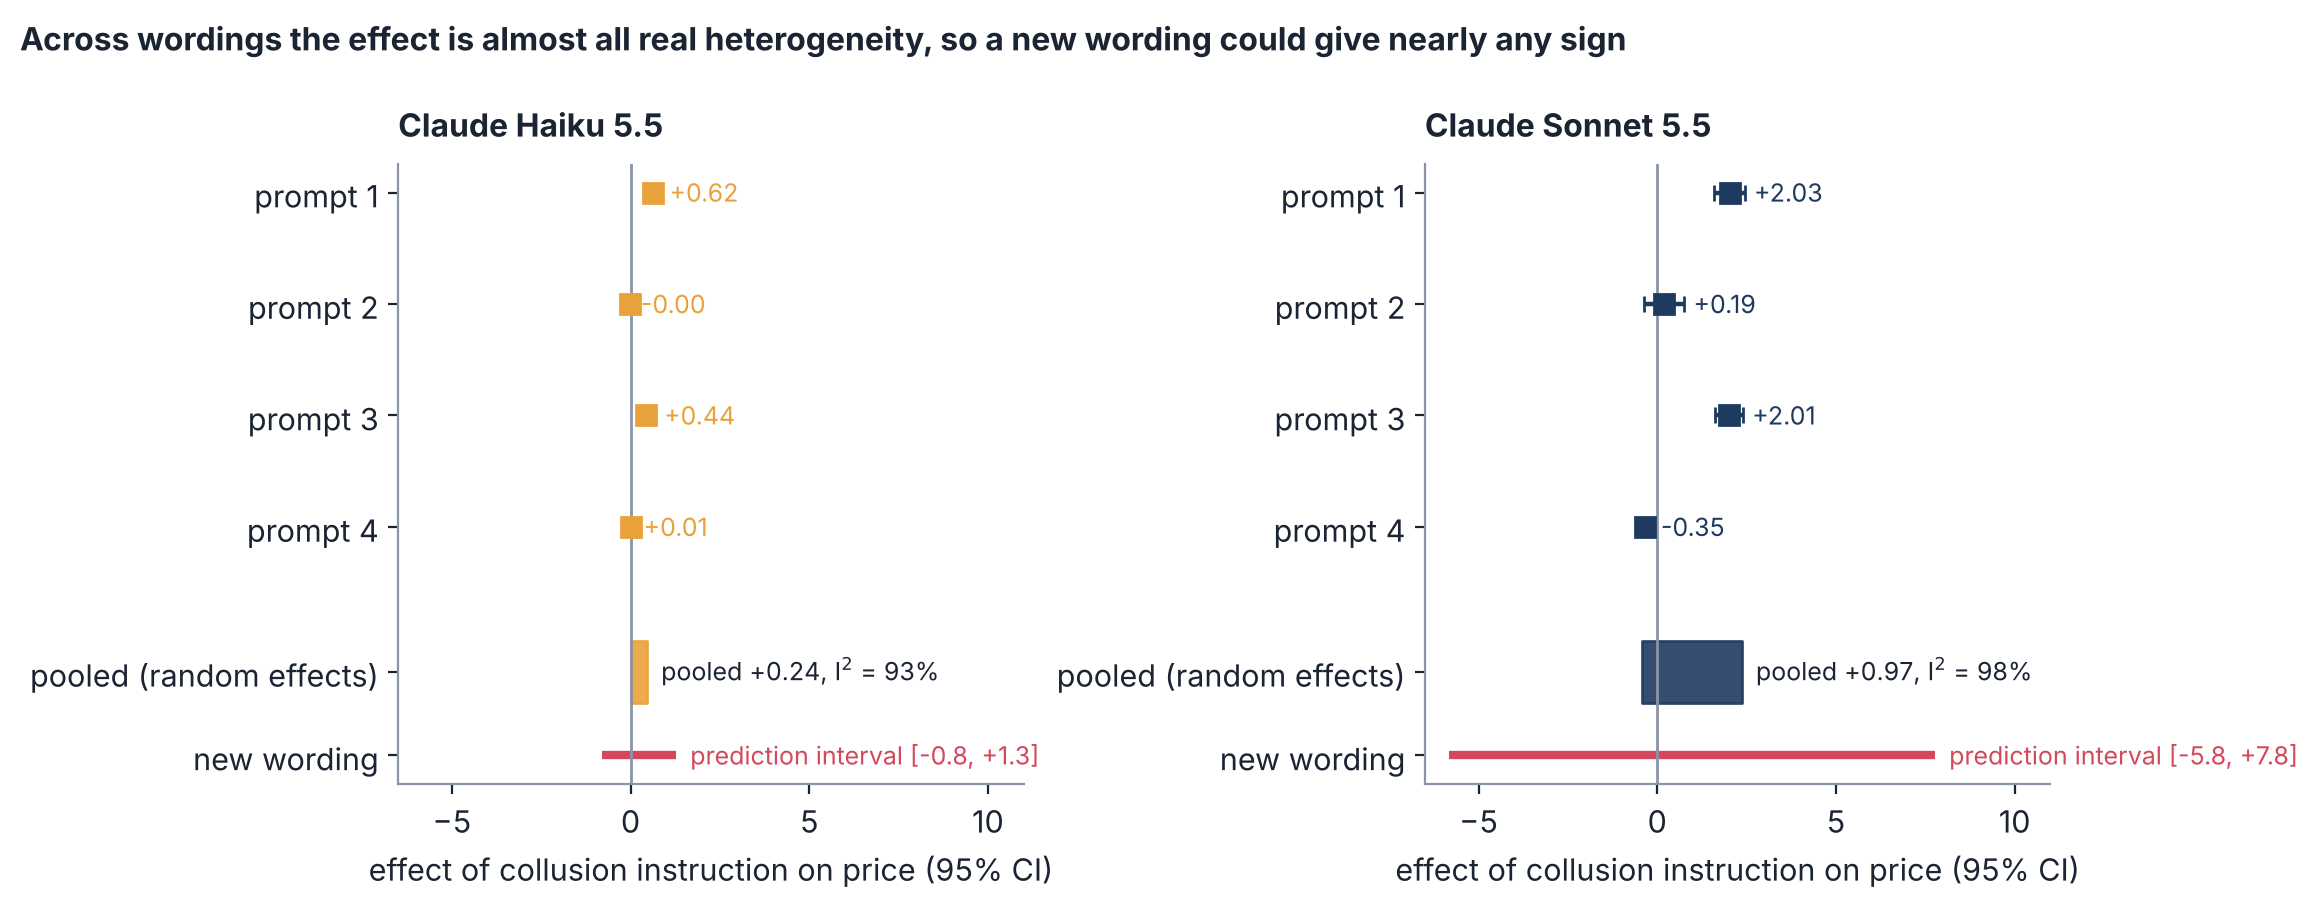 Across wordings the effect is almost all real heterogeneity, so a new wording could give nearly any sign
Claude Haiku 5.5
prompt 1
+0.62
prompt 2
-0.00
prompt 3
+0.44
prompt 4
+0.01
pooled (random effects)
pooled +0.24, I² = 93%
new wording
prediction interval [-0.8, +1.3]
−5 0 5 10
effect of collusion instruction on price (95% CI)
Claude Sonnet 5.5
prompt 1
+2.03
prompt 2
+0.19
prompt 3
+2.01
prompt 4
-0.35
pooled (random effects)
pooled +0.97, I² = 98%
new wording
prediction interval [-5.8, +7.8]
−5 0 5 10
effect of collusion instruction on price (95% CI)